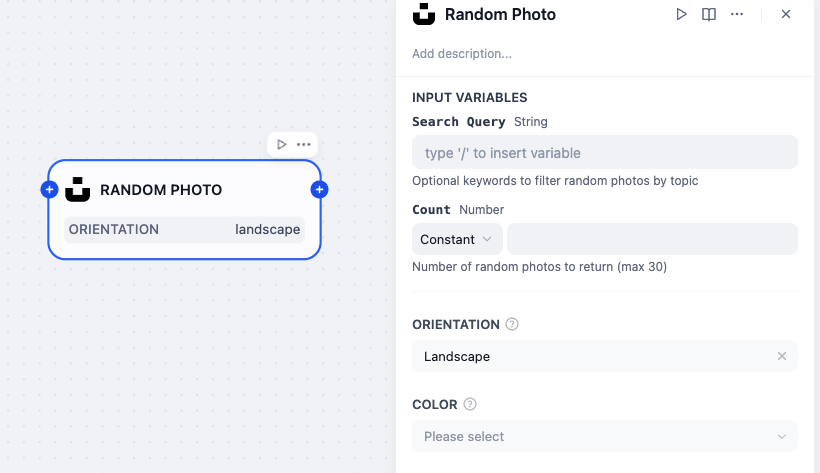 RANDOM PHOTO
ORIENTATION landscape
Random Photo
Add description...
INPUT VARIABLES
Search Query String
type '/' to insert variable
Optional keywords to filter random photos by topic
Count Number
Constant
Number of random photos to return (max 30)
ORIENTATION
Landscape
COLOR
Please select